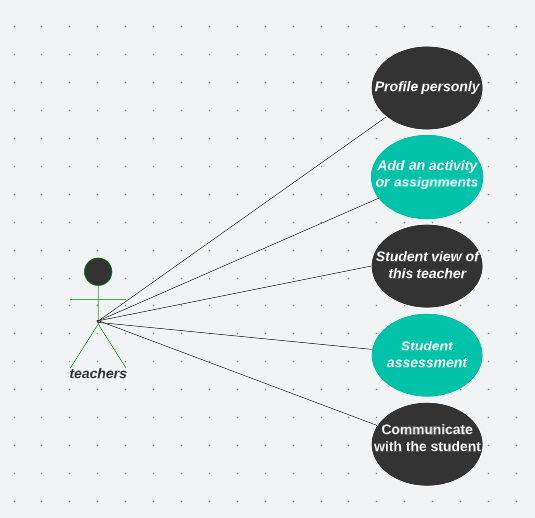 Profile personly
Add an activity
or assignments
Student view of
this teacher
Student
assessment
teachers
Communicate
with the student